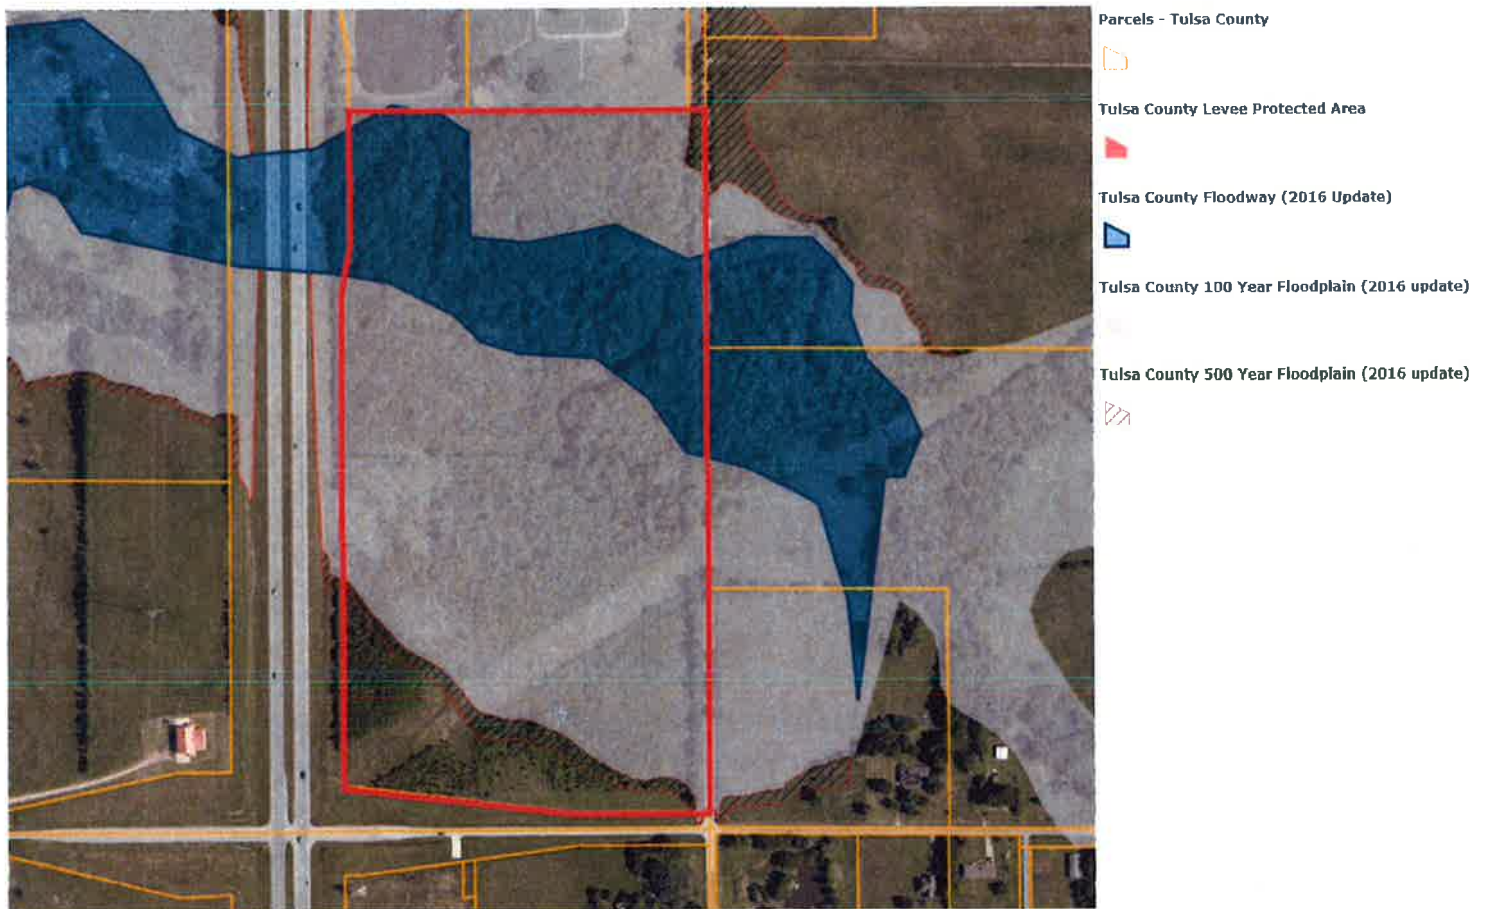 Parcels - Tulsa County
Tulsa County Levee Protected Area
Tulsa County Floodway (2016 Update)
Tulsa County 100 Year Floodplain (2016 update)
Tulsa County 500 Year Floodplain (2016 update)